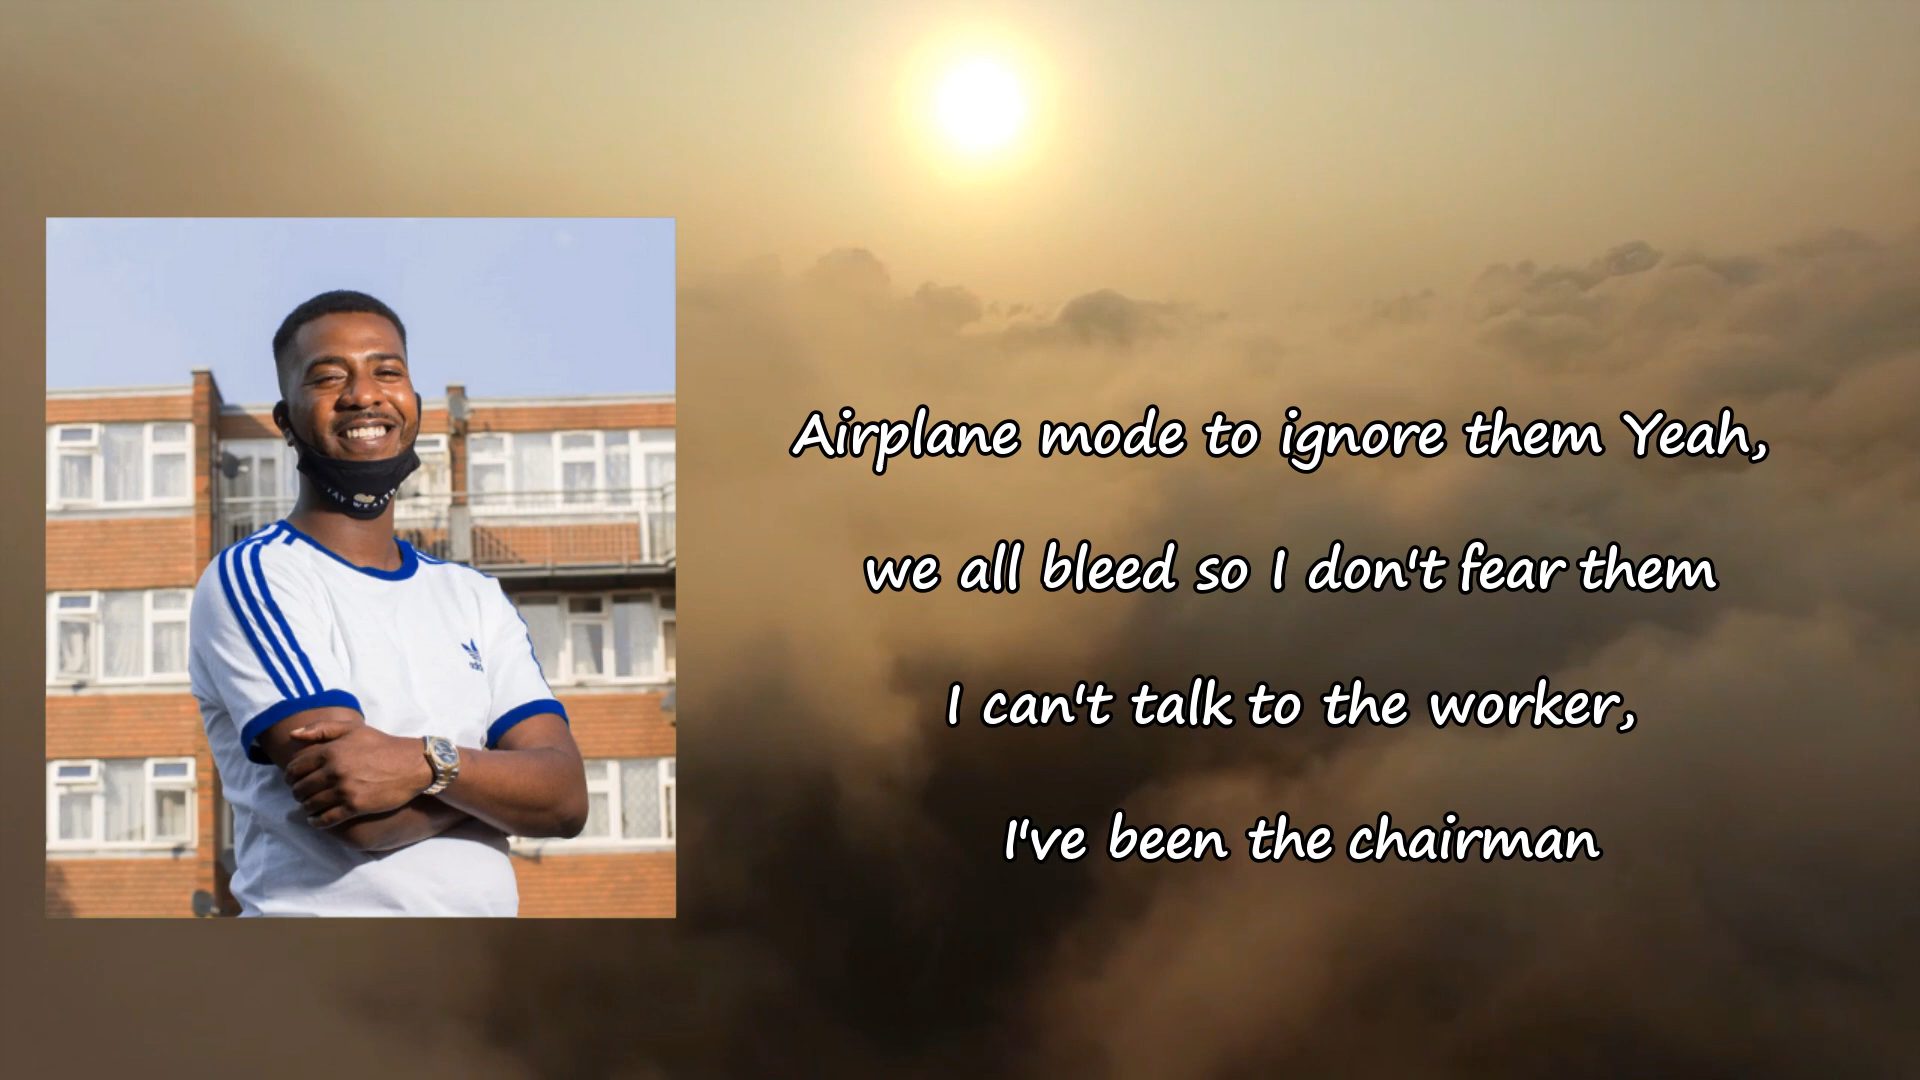 Airplane mode to ignore them Yeah,
we all bleed so I don't fear them
I can't talk to the worker,
I've been the chairman